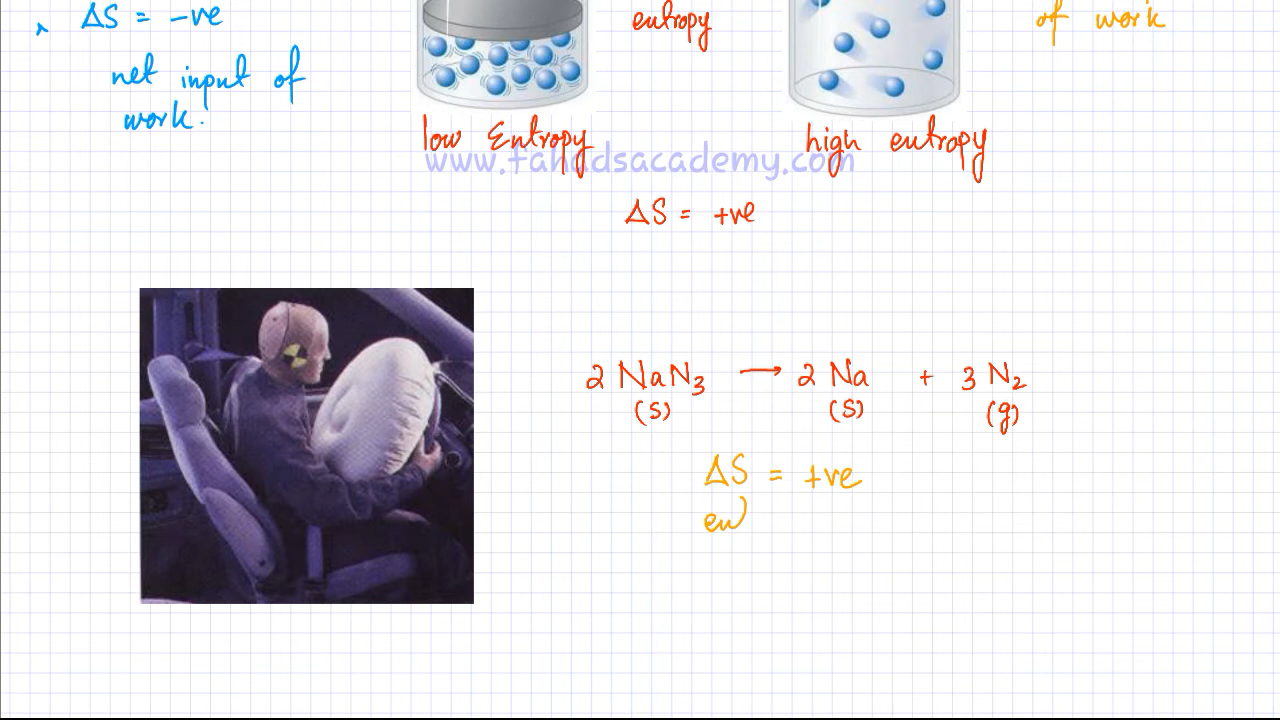 ΔS = -ve
net input of
work.
entropy
of work
low Entropy
high entropy
www.fahadsacademy.com
ΔS = +ve
2 NaN₃ → 2 Na + 3 N₂
(s) (s) (g)
ΔS = +ve
en